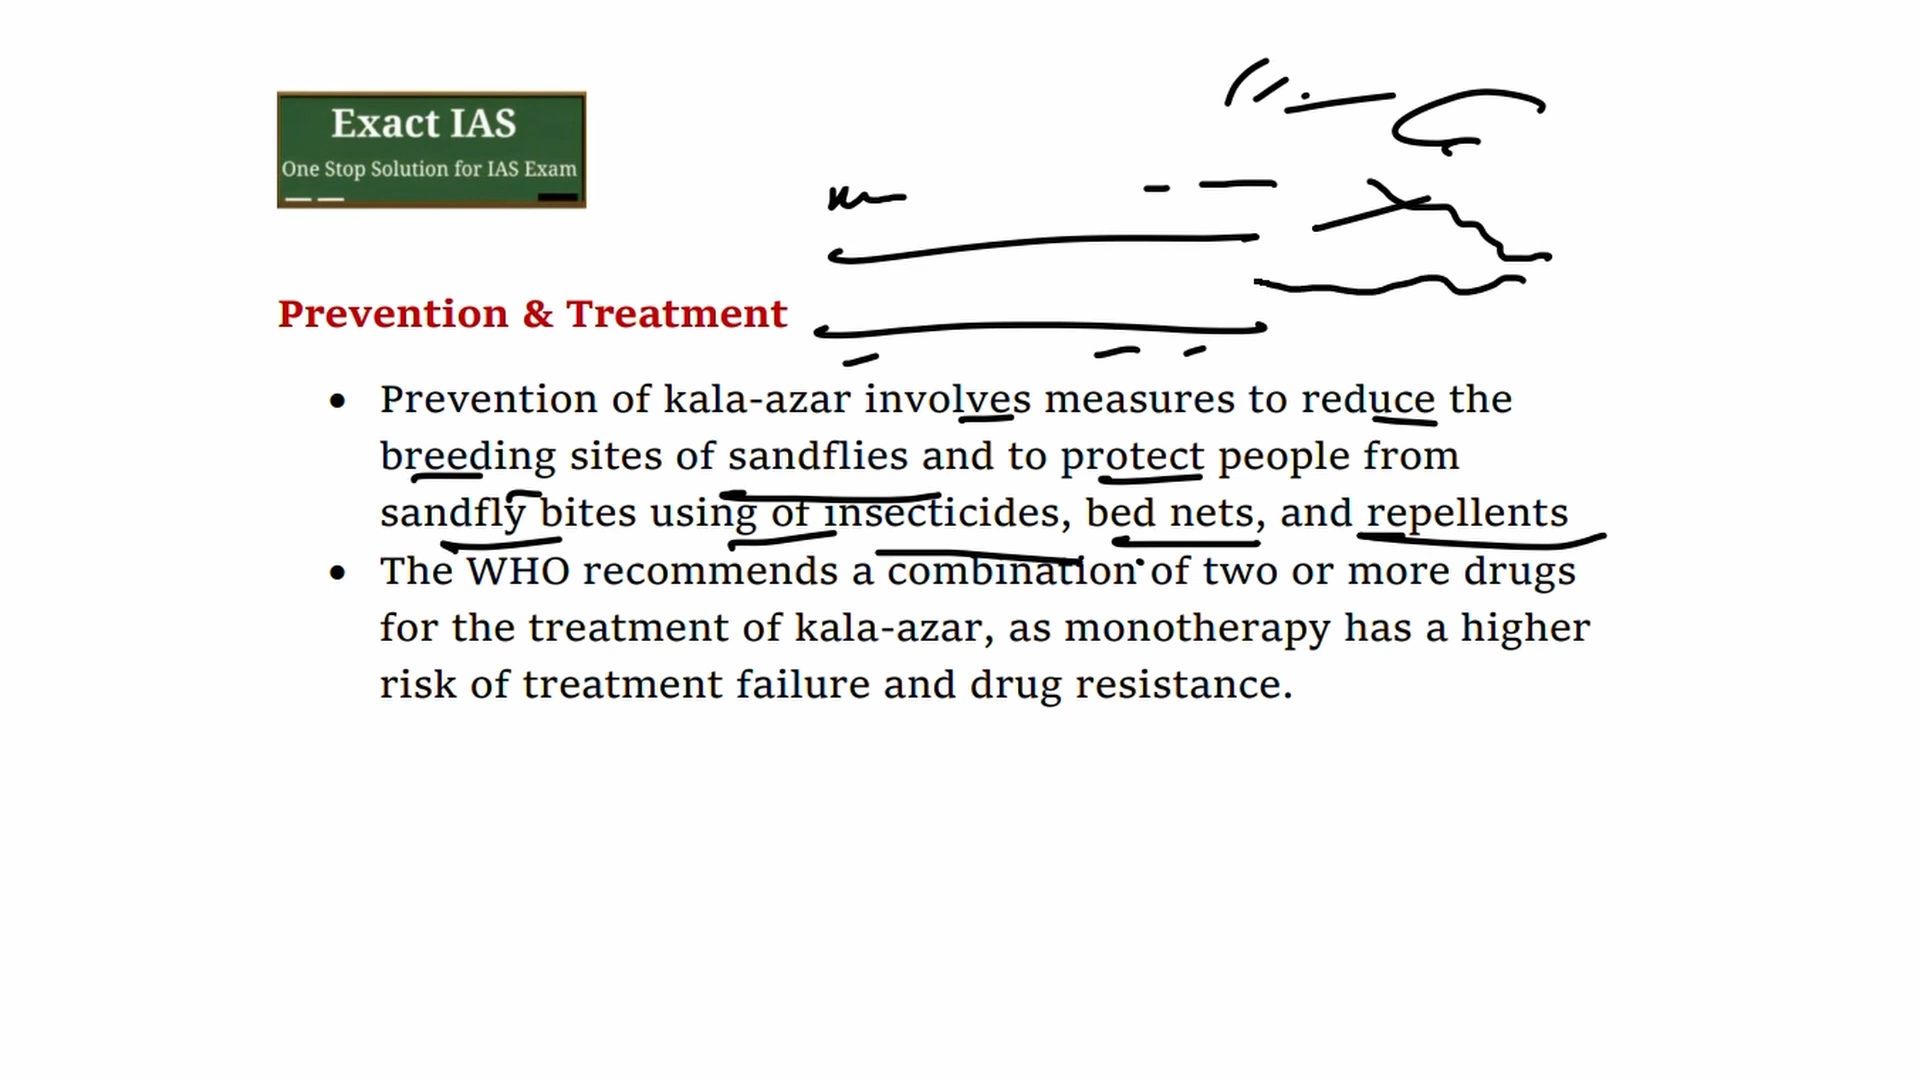 Exact IAS
One Stop Solution for IAS Exam
Prevention & Treatment
• Prevention of kala-azar involves measures to reduce the
breeding sites of sandflies and to protect people from
sandfly bites using of insecticides, bed nets, and repellents
• The WHO recommends a combination of two or more drugs
for the treatment of kala-azar, as monotherapy has a higher
risk of treatment failure and drug resistance.